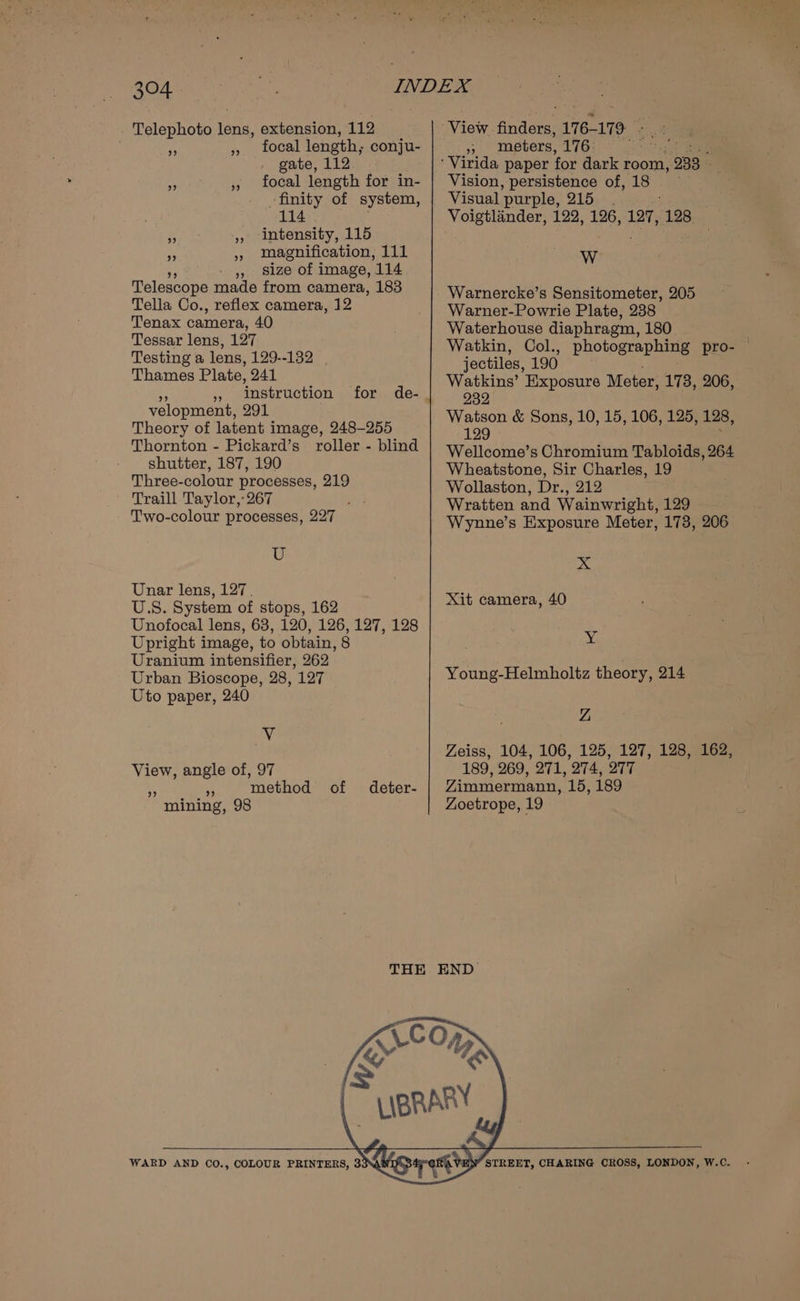 304 INDEX
Telephoto lens, extension, 112
„ „ focal length, conju-
gate, 112
„ „ focal length for in-
finity of system,
114
„ „ intensity, 115
„ „ magnification, 111
„ „ size of image, 114
Telescope made from camera, 183
Tella Co., reflex camera, 12
Tenax camera, 40
Tessar lens, 127
Testing a lens, 129--132
Thames Plate, 241
„ „ instruction for de-
velopment, 291
Theory of latent image, 248–255
Thornton - Pickard’s roller - blind
shutter, 187, 190
Three-colour processes, 219
Traill Taylor, 267
Two-colour processes, 227
U
Unar lens, 127
U.S. System of stops, 162
Unofocal lens, 63, 120, 126, 127, 128
Upright image, to obtain, 8
Uranium intensifier, 262
Urban Bioscope, 28, 127
Uto paper, 240
V
View, angle of, 97
„ „ method of deter-
mining, 98
View finders, 176–179
„ meters, 176
Virida paper for dark room, 233
Vision, persistence of, 18
Visual purple, 215
Voigtländer, 122, 126, 127, 128
W
Warnercke’s Sensitometer, 205
Warner-Powrie Plate, 238
Waterhouse diaphragm, 180
Watkin, Col., photographing pro-
jectiles, 190
Watkins’ Exposure Meter, 173, 206,
232
Watson & Sons, 10, 15, 106, 125, 128,
129
Wellcome’s Chromium Tabloids, 264
Wheatstone, Sir Charles, 19
Wollaston, Dr., 212
Wratten and Wainwright, 129
Wynne’s Exposure Meter, 173, 206
X
Xit camera, 40
Y
Young-Helmholtz theory, 214
Z
Zeiss, 104, 106, 125, 127, 128, 162,
189, 269, 271, 274, 277
Zimmermann, 15, 189
Zoetrope, 19
THE END
WELLCOME
LIBRARY
WARD AND CO., COLOUR PRINTERS, STREET, CHARING CROSS, LONDON, W.C.